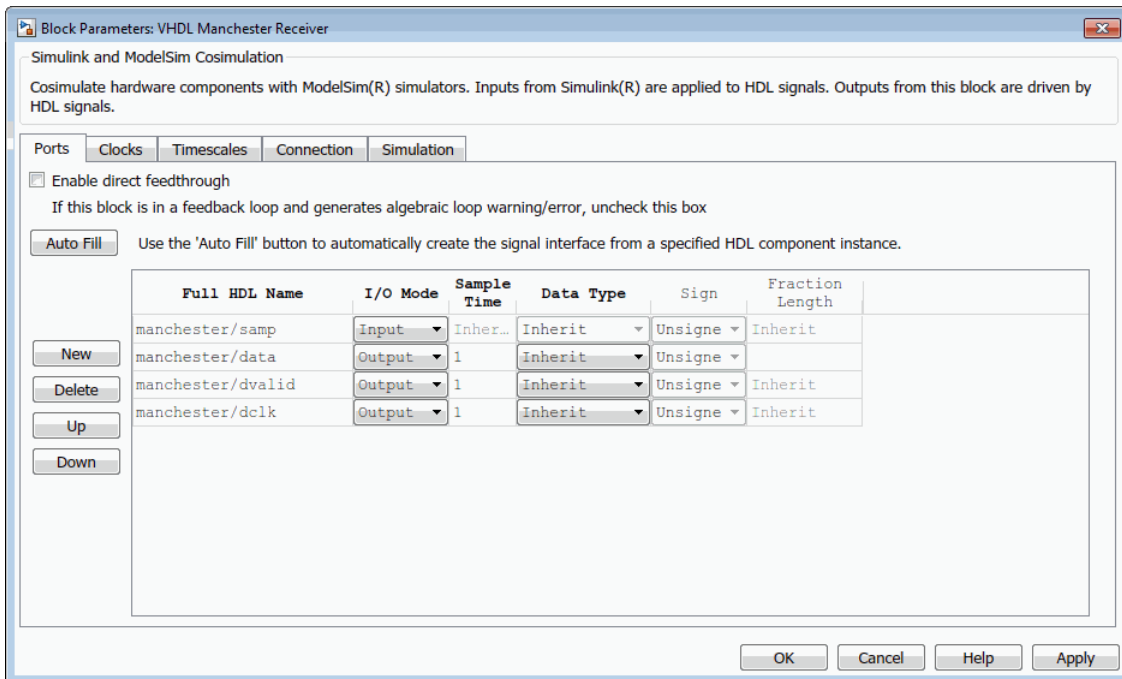 Block Parameters: VHDL Manchester Receiver
Simulink and ModelSim Cosimulation
Cosimulate hardware components with ModelSim(R) simulators. Inputs from Simulink(R) are applied to HDL signals. Outputs from this block are driven by
HDL signals.
Ports Clocks Timescales Connection Simulation
Enable direct feedthrough
If this block is in a feedback loop and generates algebraic loop warning/error, uncheck this box
Auto Fill Use the 'Auto Fill' button to automatically create the signal interface from a specified HDL component instance.
Full HDL Name I/O Mode Sample Time Data Type Sign Fraction Length
manchester/samp Input Inher... Inherit Unsigne Inherit
New manchester/data Output 1 Inherit Unsigne
Delete manchester/dvalid Output 1 Inherit Unsigne Inherit
manchester/dclk Output 1 Inherit Unsigne Inherit
Up
Down
OK Cancel Help Apply